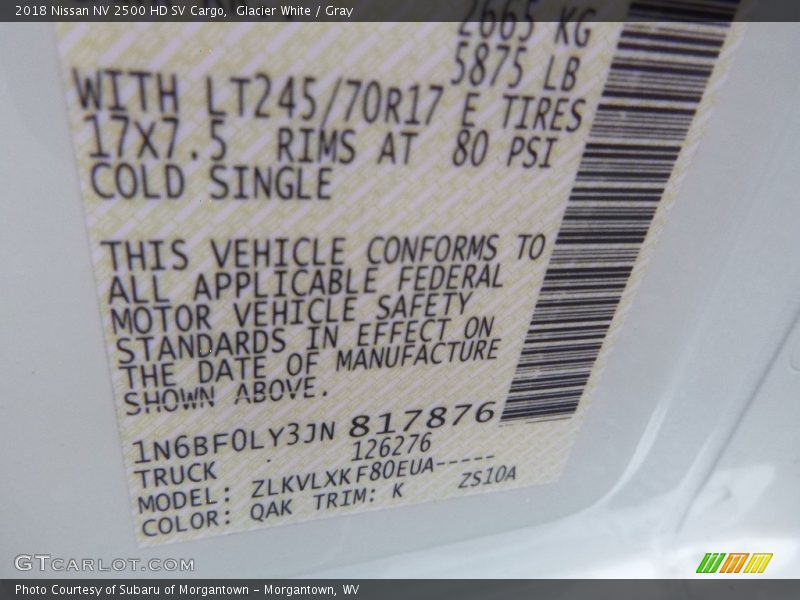 2018 Nissan NV 2500 HD SV Cargo,  Glacier White / Gray
2665 KG
5875 LB
WITH LT245/70R17 E TIRES
17X7.5 RIMS AT 80 PSI
COLD SINGLE
THIS VEHICLE CONFORMS TO
ALL APPLICABLE FEDERAL
MOTOR VEHICLE SAFETY
STANDARDS IN EFFECT ON
THE DATE OF MANUFACTURE
SHOWN ABOVE.
1N6BF0LY3JN 817876
TRUCK 126276
MODEL: ZLKVLXKF80EUA-----
COLOR: QAK TRIM: K ZS10A
GTCARLOT.COM
Photo Courtesy of Subaru of Morgantown - Morgantown, WV